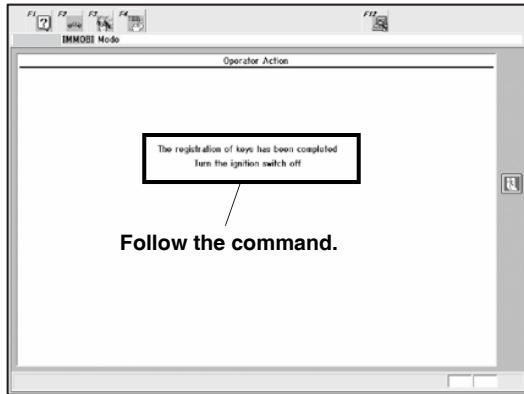 F1 F2 F3 F4 F12
IMMOBI Mode
Operator Action
The registration of keys has been completed
Turn the ignition switch off
Follow the command.